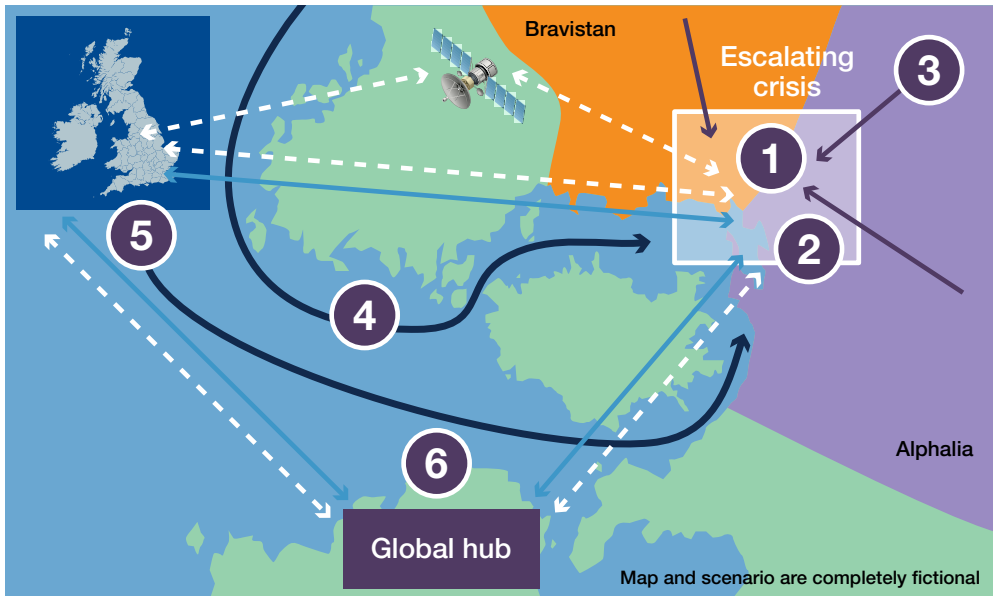 Bravistan
Escalating
crisis
3
1
2
5
4
6
Alphalia
Global hub
Map and scenario are completely fictional